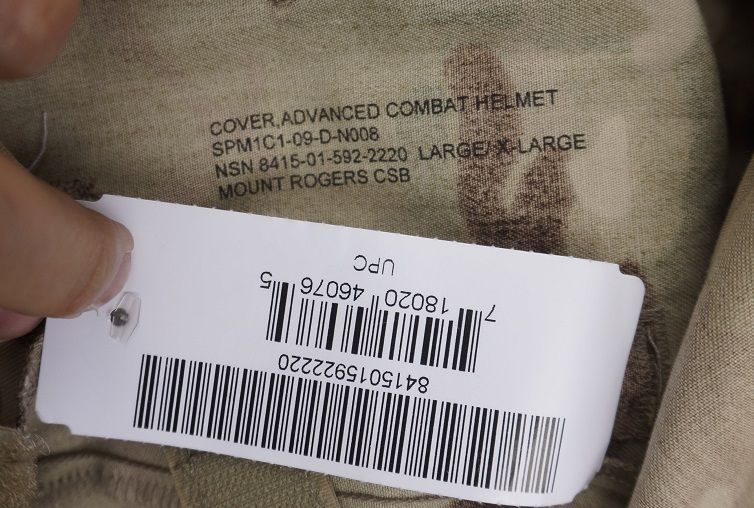 COVER, ADVANCED COMBAT HELMET
SPM1C1-09-D-N008
NSN 8415-01-592-2220 LARGE/ X-LARGE
MOUNT ROGERS CSB
8415015922220
7 18020 46076 5
UPC